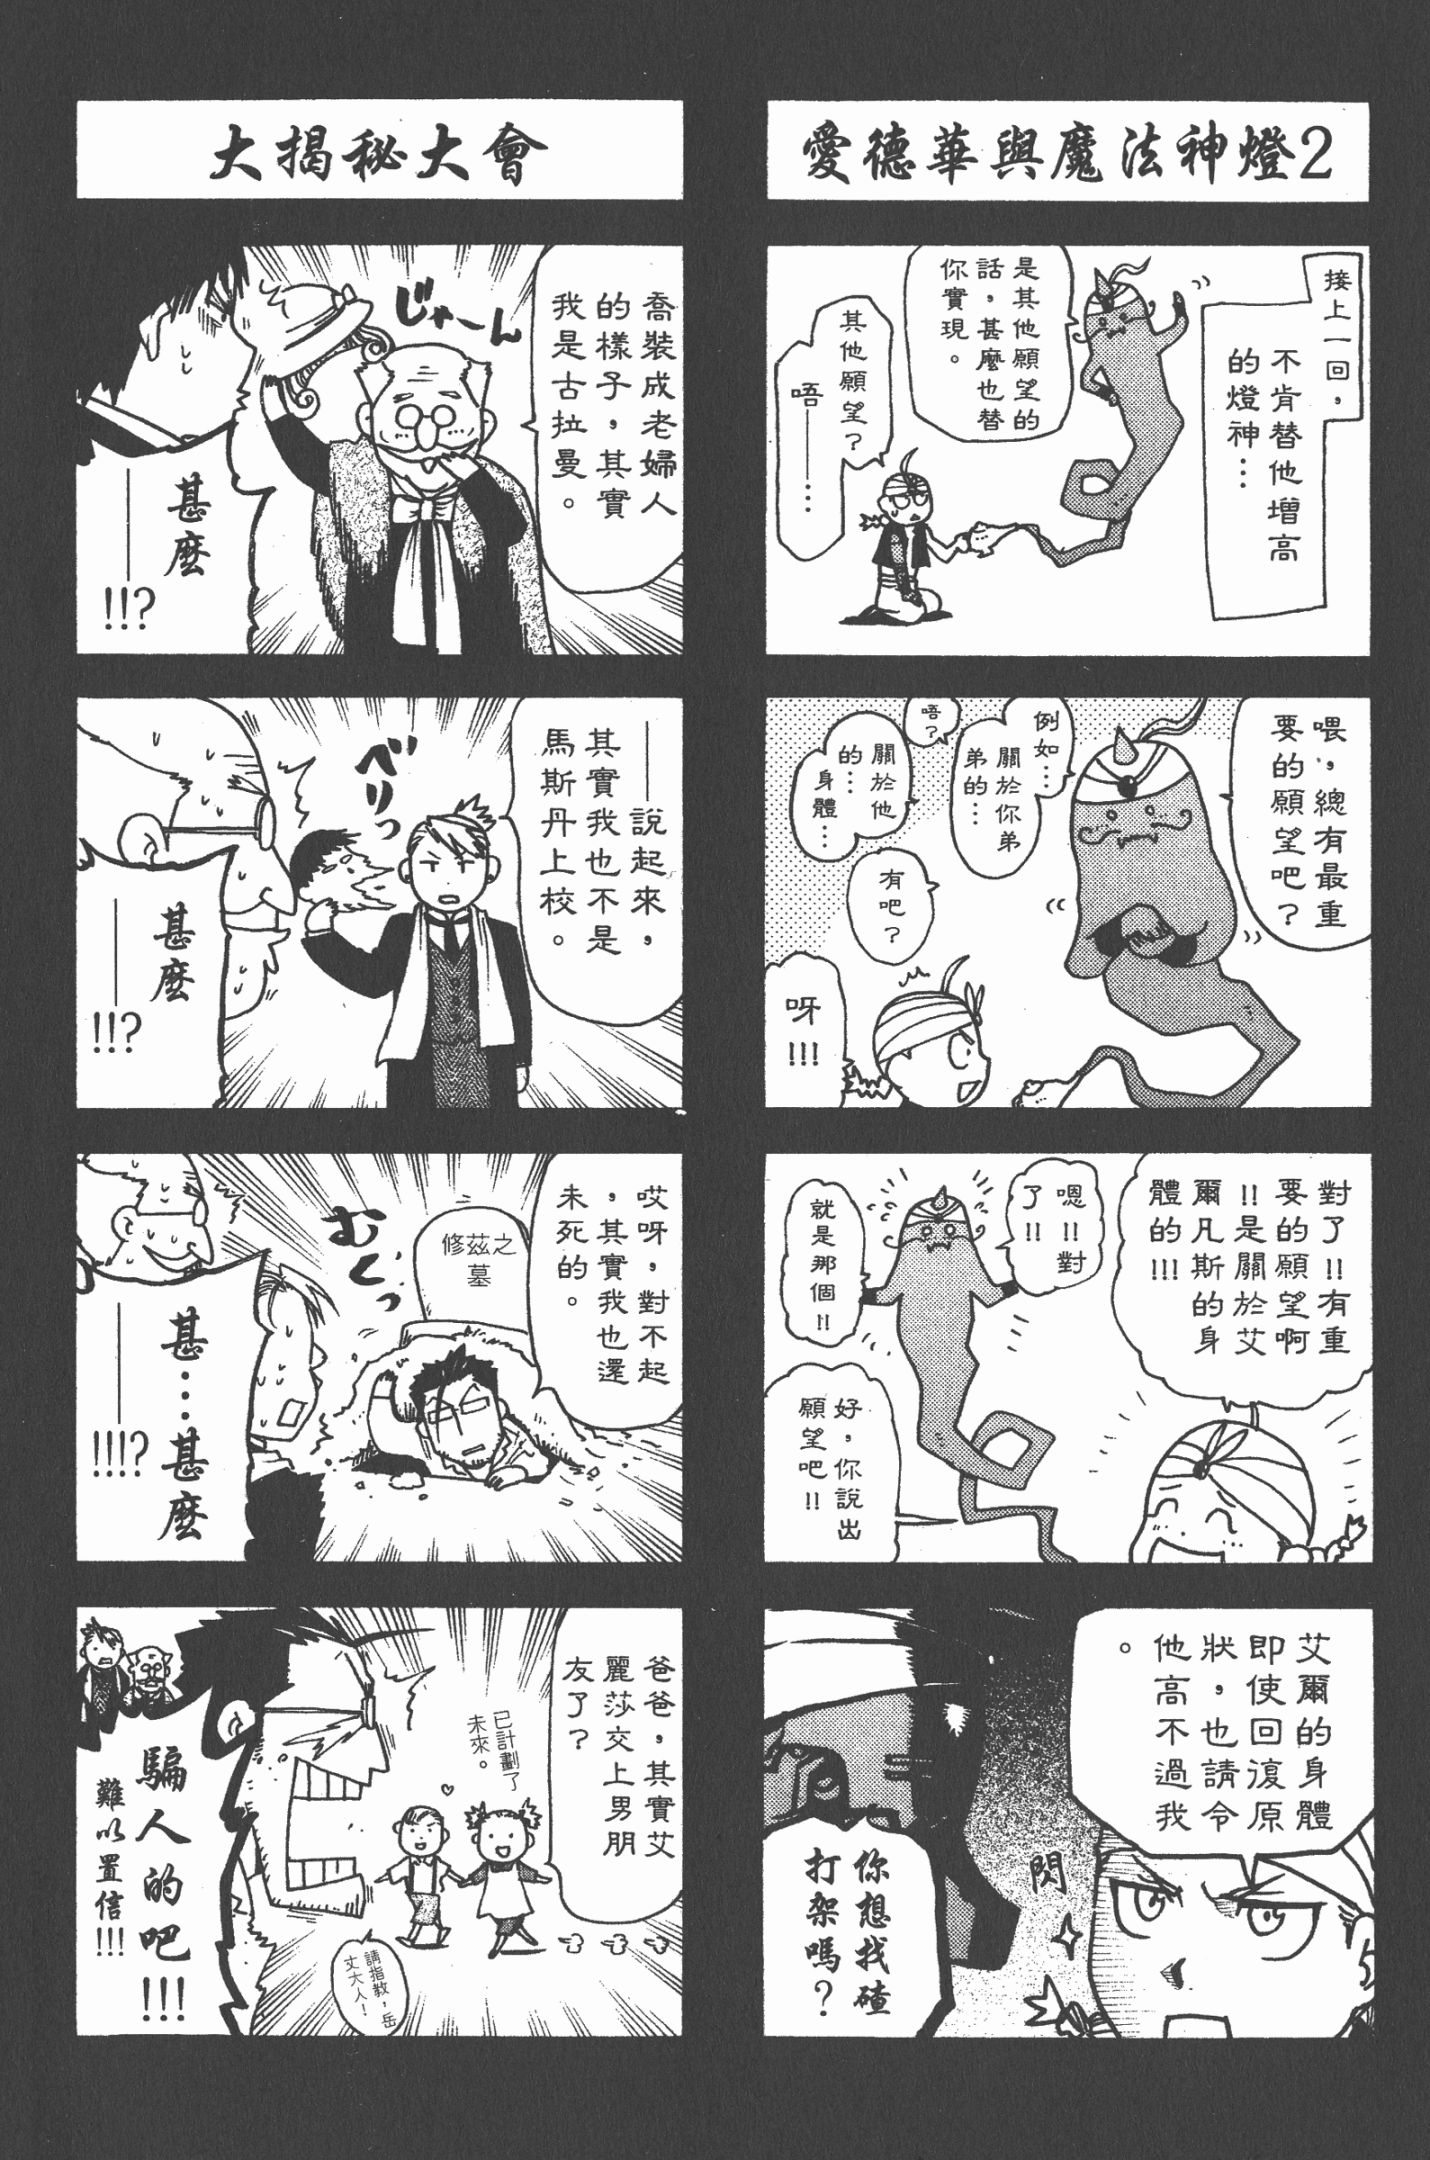 愛德華與魔法神燈2
接上一回，
不肯替他增高
的燈神…
是其他願望的
話，甚麼也替
你實現。
其他願望？
唔———…
喂，總有最重
要的願望吧？
例如…
關於你弟
弟的…
唔？
關於他
的…
身體…
有吧？
呀!!!
對了!!有重
要的願望啊
!!是關於艾
爾凡斯的身
體的!!!
嗯!!對
了!!
就是那個!!
好，你說出
願望吧!!
艾爾的身體
即使回復原
狀，也請令
他高不過我
。
閃
你想找碴
打架嗎？
大揭秘大會
喬裝成老婦人
的樣子，其實
我是古拉曼。
じゃーん
甚麼
——!!?
——說起來，
其實我也不是
馬斯丹上校。
べりっ
甚麼
——!!?
哎呀，對不起
，其實我也還
未死的。
修茲之
墓
むくっ
甚…甚麼
——!!!?
爸爸，其實艾
麗莎交上男朋
友了？
已計劃了
未來。
請指教，岳
丈大人！
騙人的吧!!!
難以置信!!!